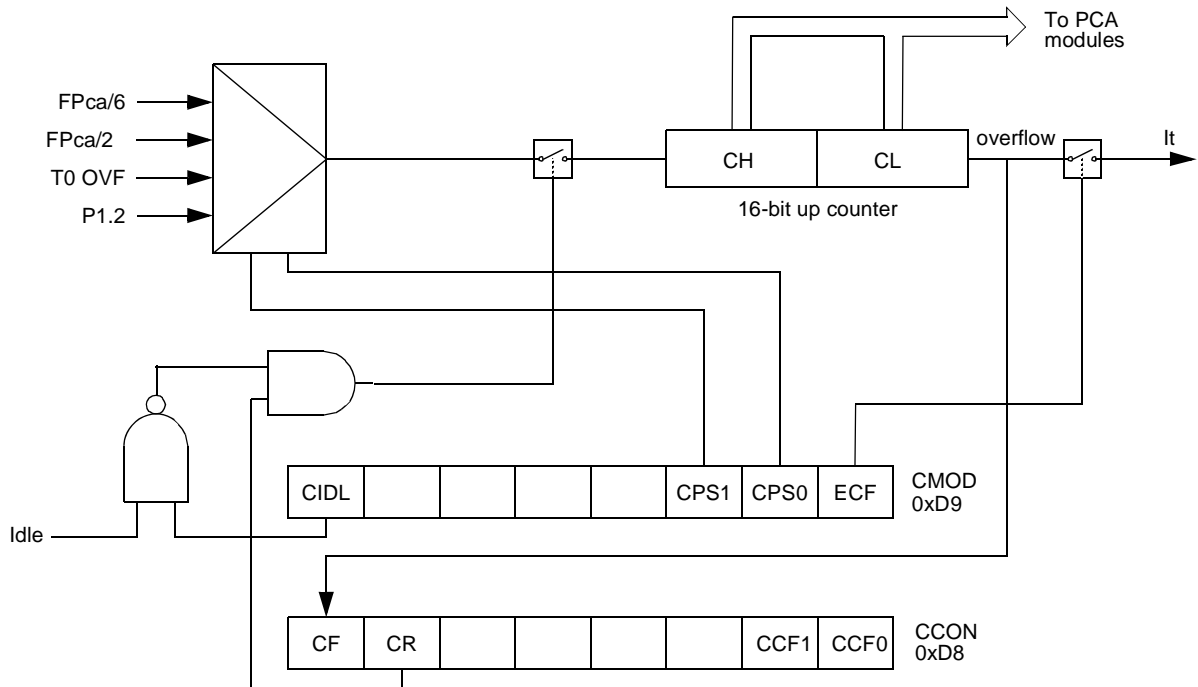 To PCA
modules
FPca/6
FPca/2
T0 OVF
P1.2
CH
CL
overflow
It
16-bit up counter
CIDL
CPS1
CPS0
ECF
CMOD
0xD9
Idle
CF
CR
CCF1
CCF0
CCON
0xD8